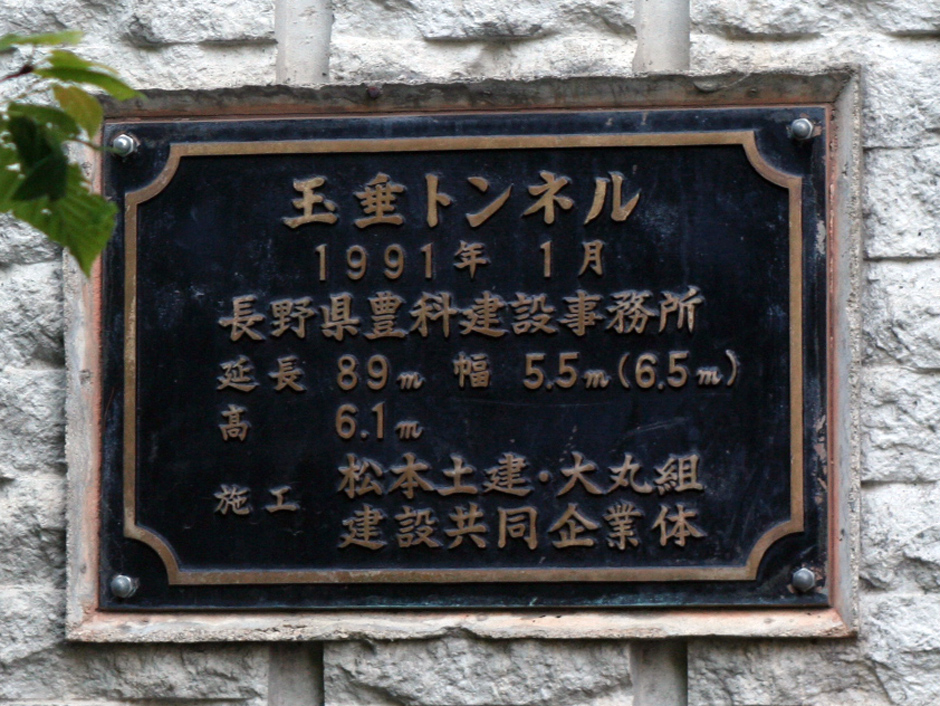 玉垂トンネル
1991年 1月
長野県豊科建設事務所
延長 89m 幅 5.5m(6.5m)
高 6.1m
施工 松本土建・大丸組
建設共同企業体